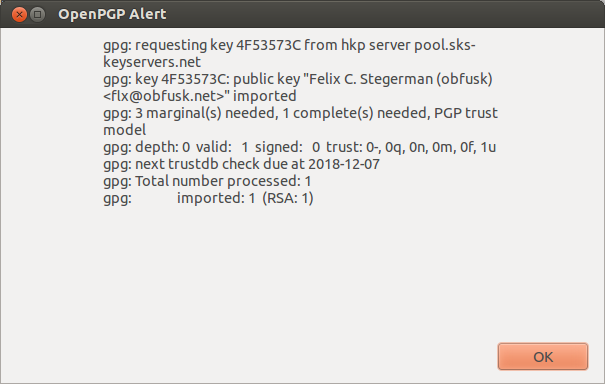 OpenPGP Alert
gpg: requesting key 4F53573C from hkp server pool.sks-
keyservers.net
gpg: key 4F53573C: public key "Felix C. Stegerman (obfusk)
<flx@obfusk.net>" imported
gpg: 3 marginal(s) needed, 1 complete(s) needed, PGP trust
model
gpg: depth: 0 valid: 1 signed: 0 trust: 0-, 0q, 0n, 0m, 0f, 1u
gpg: next trustdb check due at 2018-12-07
gpg: Total number processed: 1
gpg: imported: 1 (RSA: 1)
OK